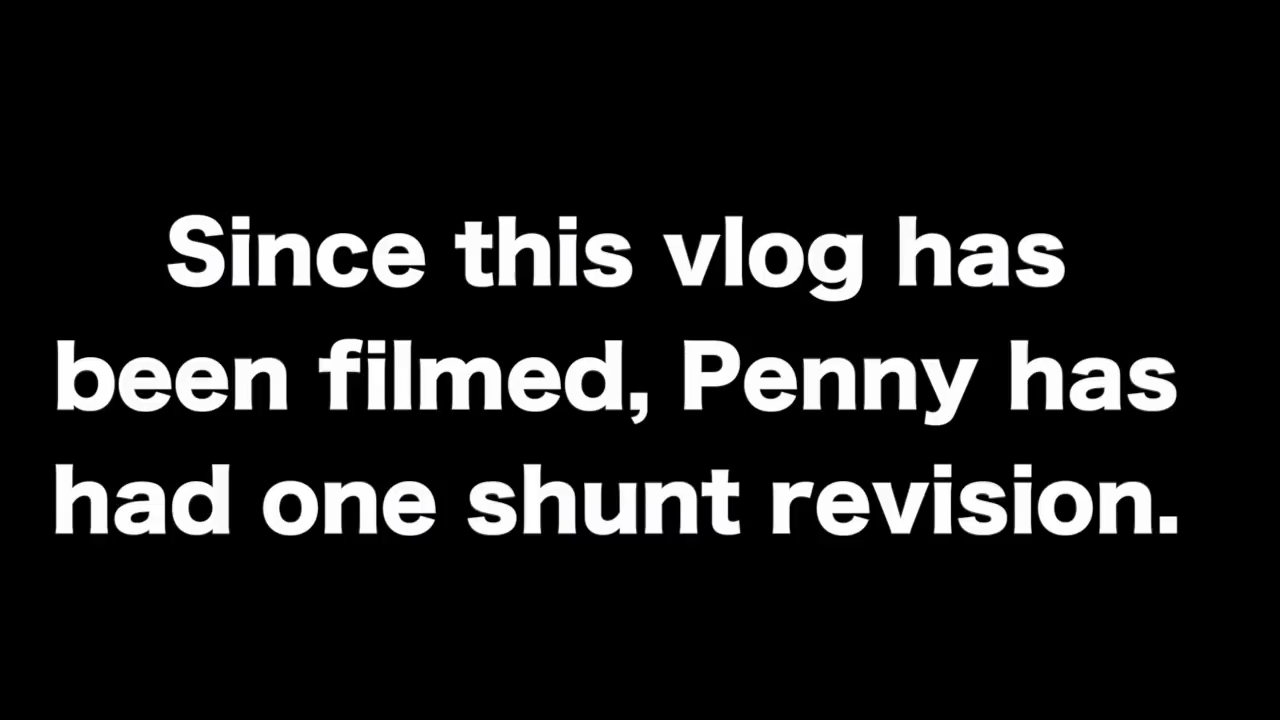 Since this vlog has
been filmed, Penny has
had one shunt revision.